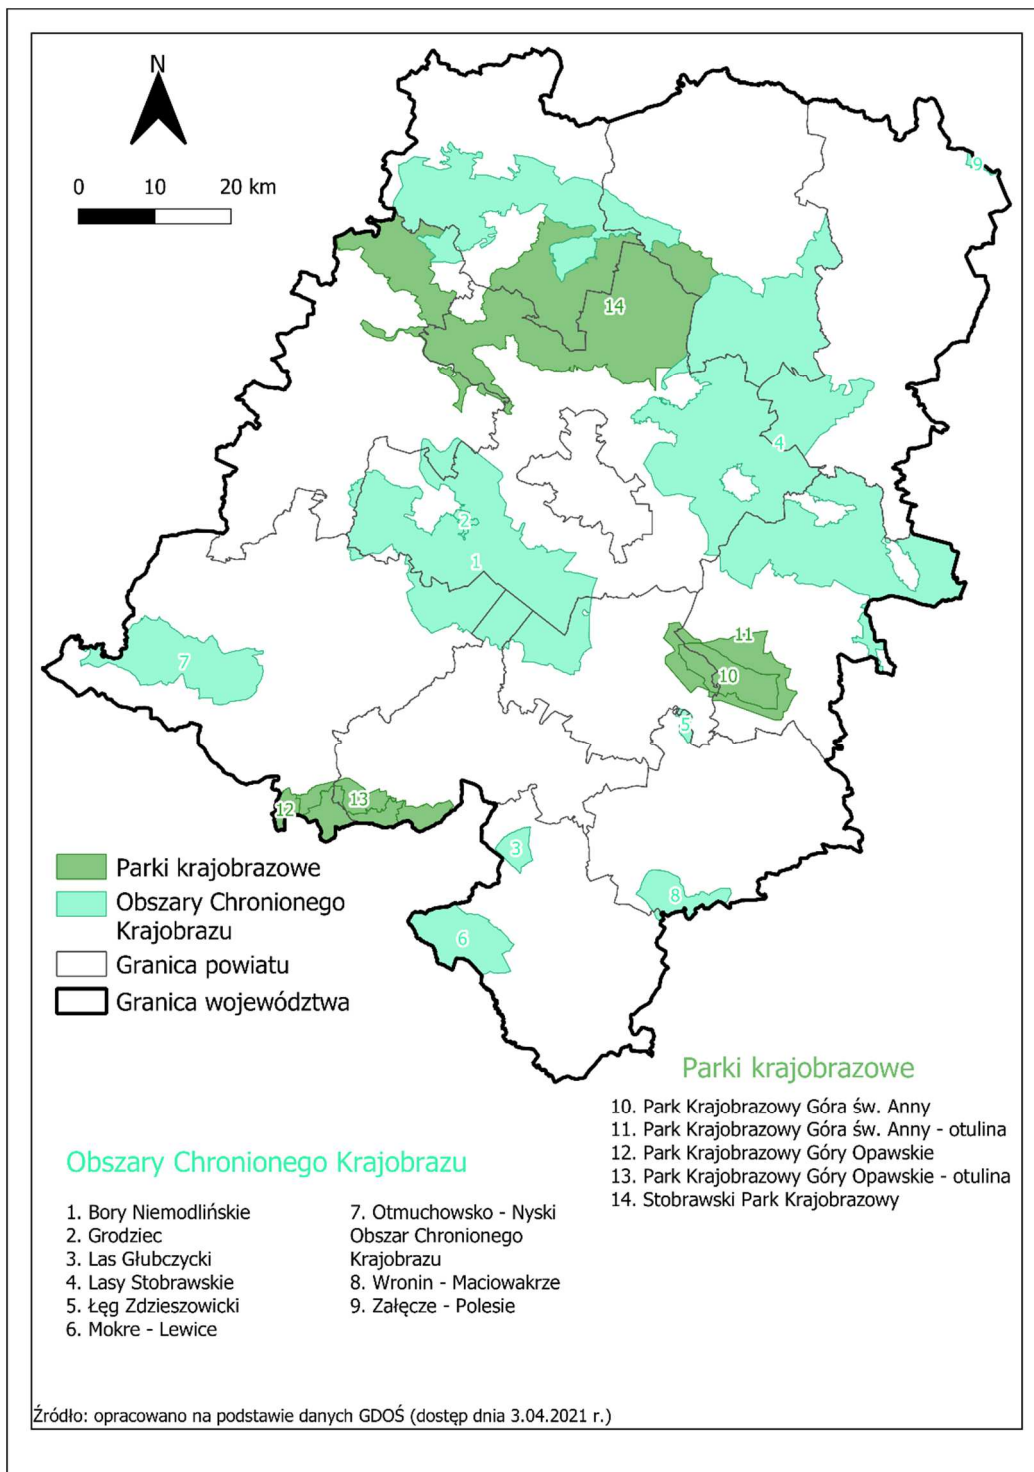 N
0 10 20 km
9
14
4
2
1
11
7
10
5
12
13
3
8
6
Parki krajobrazowe
Obszary Chronionego
Krajobrazu
Granica powiatu
Granica województwa
Parki krajobrazowe
10. Park Krajobrazowy Góra św. Anny
11. Park Krajobrazowy Góra św. Anny - otulina
12. Park Krajobrazowy Góry Opawskie
13. Park Krajobrazowy Góry Opawskie - otulina
14. Stobrawski Park Krajobrazowy
Obszary Chronionego Krajobrazu
1. Bory Niemodlińskie
2. Grodziec
3. Las Głubczycki
4. Lasy Stobrawskie
5. Łęg Zdzieszowicki
6. Mokre - Lewice
7. Otmuchowsko - Nyski
Obszar Chronionego
Krajobrazu
8. Wronin - Maciowakrze
9. Załęcze - Polesie
Źródło: opracowano na podstawie danych GDOŚ (dostęp dnia 3.04.2021 r.)